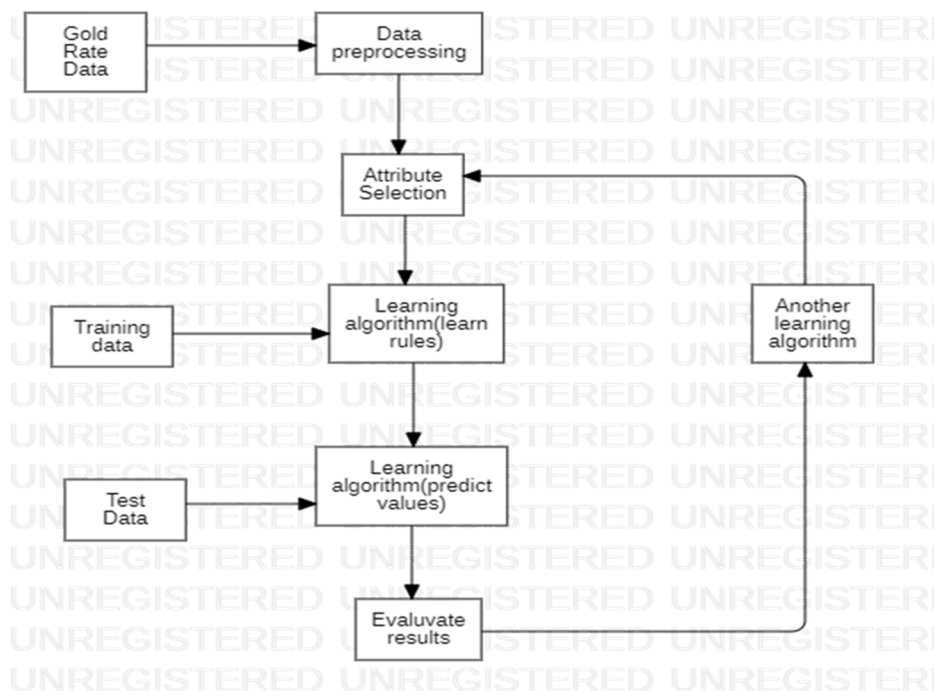 Gold
Rate
Data
Data
preprocessing
Attribute
Selection
Training
data
Learning
algorithm(learn
rules)
Another
learning
algorithm
Test
Data
Learning
algorithm(predict
values)
Evaluvate
results
UNREGISTERED UNREGISTERED